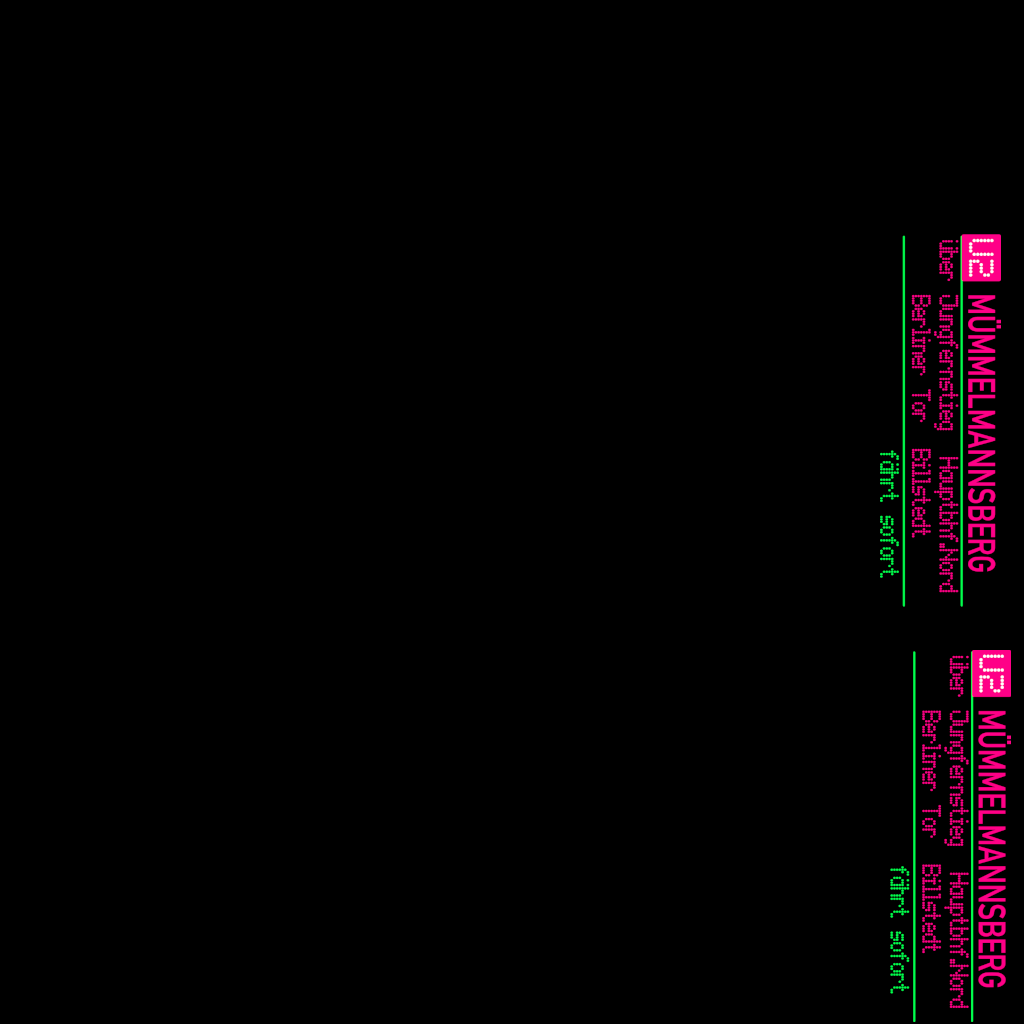 U2 MÜMMELMANNSBERG
über Jungfernstieg Hauptbhf.Nord
Berliner Tor Billstedt
fährt sofort
U2 MÜMMELMANNSBERG
über Jungfernstieg Hauptbhf.Nord
Berliner Tor Billstedt
fährt sofort